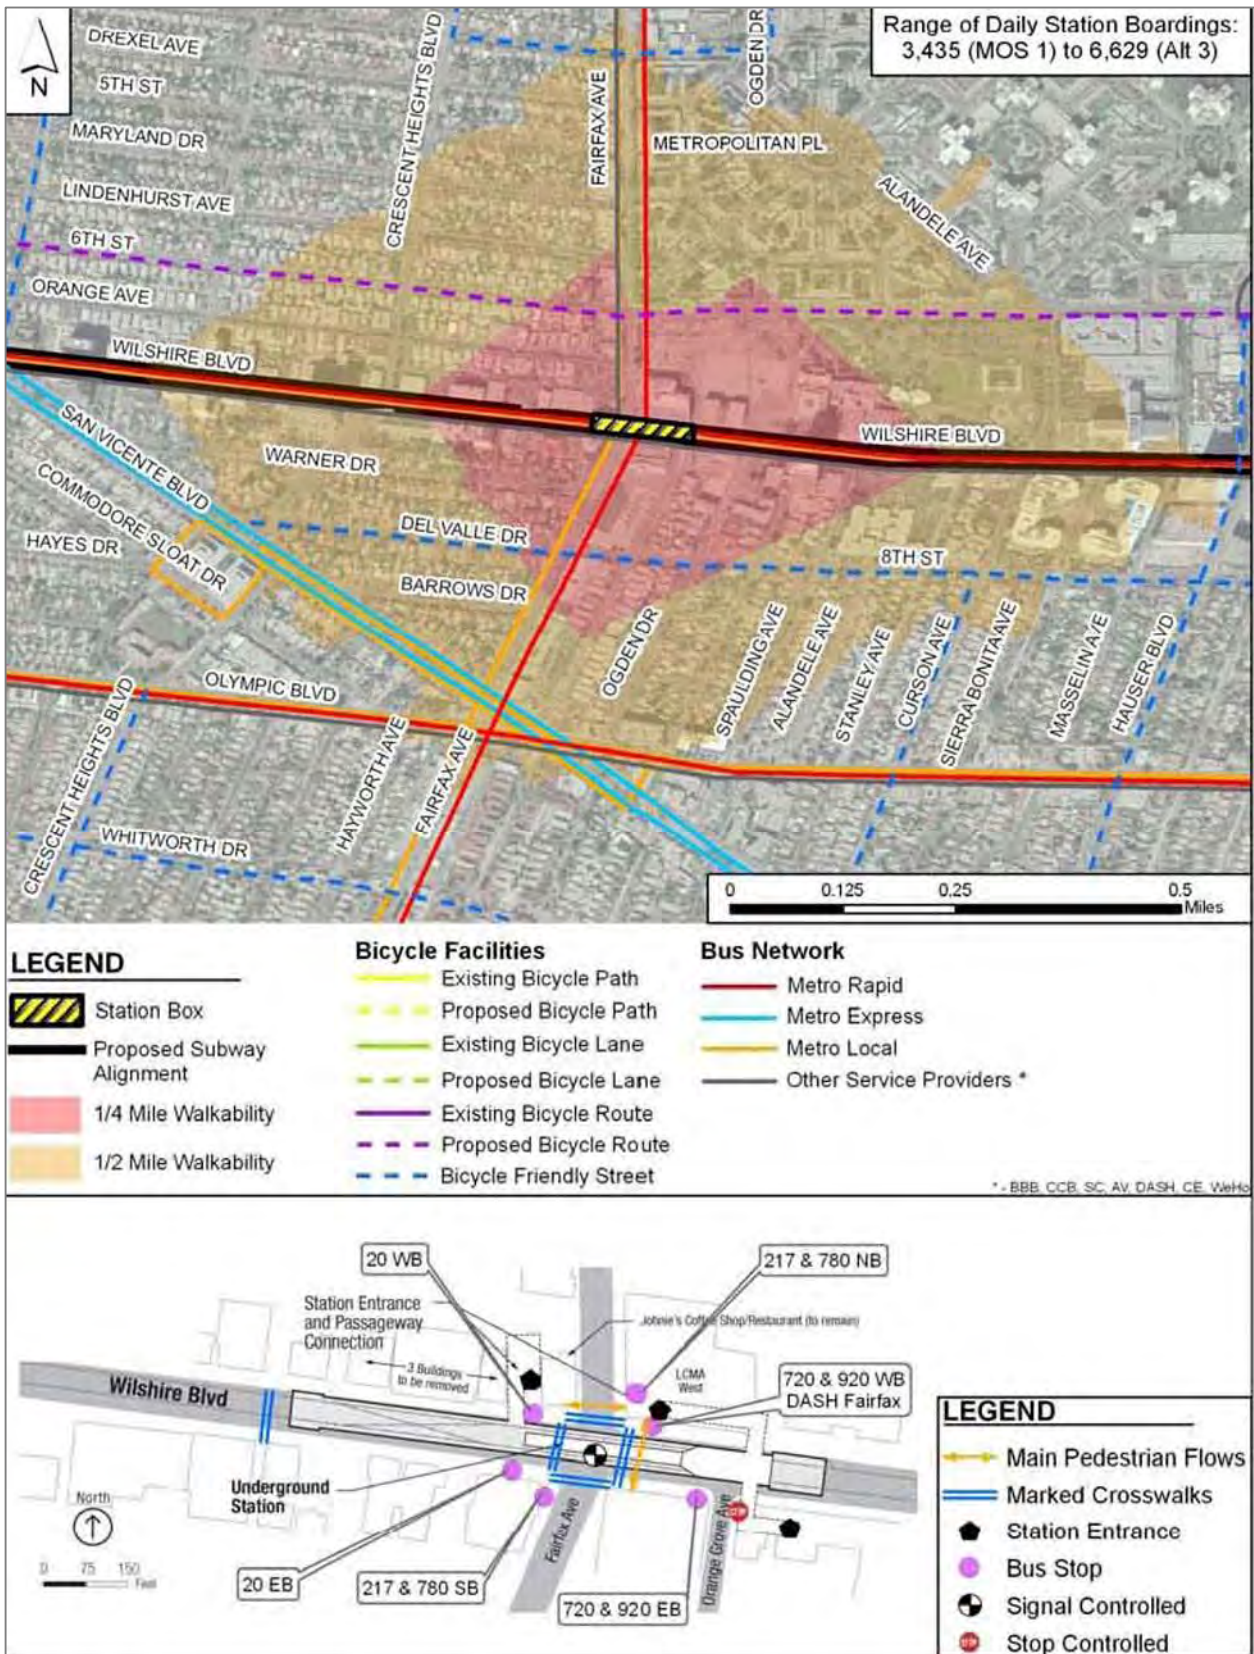 Range of Daily Station Boardings:
3,435 (MOS 1) to 6,629 (Alt 3)
N
DREXEL AVE
5TH ST
MARYLAND DR
LINDENHURST AVE
6TH ST
ORANGE AVE
CRESCENT HEIGHTS BLVD
FAIRFAX AVE
OGDEN DR
METROPOLITAN PL
ALANDELE AVE
WILSHIRE BLVD
WILSHIRE BLVD
SAN VICENTE BLVD
WARNER DR
COMMODORE SLOAT DR
HAYES DR
DEL VALLE DR
8TH ST
BARROWS DR
OGDEN DR
SPAULDING AVE
ALANDELE AVE
STANLEY AVE
CURSON AVE
SIERRA BONITA AVE
MASSELIN AVE
HAUSER BLVD
OLYMPIC BLVD
CRESCENT HEIGHTS BLVD
HAYWORTH AVE
FAIRFAX AVE
WHITWORTH DR
0 0.125 0.25 0.5
Miles
LEGEND
Station Box
Proposed Subway
Alignment
1/4 Mile Walkability
1/2 Mile Walkability
Bicycle Facilities
Existing Bicycle Path
Proposed Bicycle Path
Existing Bicycle Lane
Proposed Bicycle Lane
Existing Bicycle Route
Proposed Bicycle Route
Bicycle Friendly Street
Bus Network
Metro Rapid
Metro Express
Metro Local
Other Service Providers *
* - BBB, CCB, SC, AV, DASH, CE, WeHo
20 WB
217 & 780 NB
Station Entrance
and Passageway
Connection
Johnie's Coffee Shop/Restaurant (to remain)
3 Buildings
to be removed
LCMA
West
720 & 920 WB
DASH Fairfax
Wilshire Blvd
Underground
Station
North
0 75 150
Feet
Fairfax Ave
Orange Grove Ave
STOP
20 EB
217 & 780 SB
720 & 920 EB
LEGEND
Main Pedestrian Flows
Marked Crosswalks
Station Entrance
Bus Stop
Signal Controlled
STOP
Stop Controlled